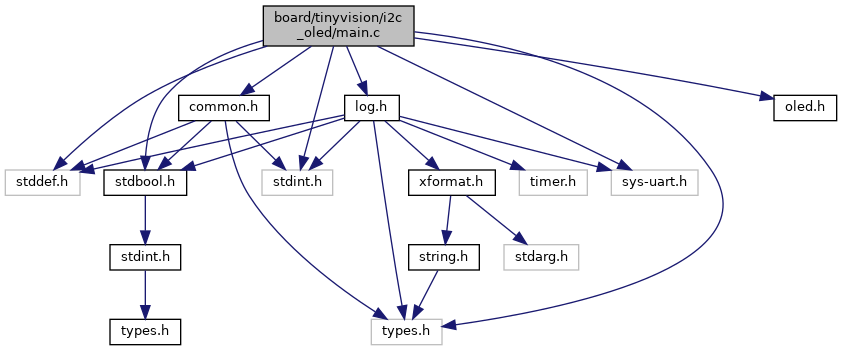 board/tinyvision/i2c
_oled/main.c
common.h
log.h
oled.h
stddef.h
stdbool.h
stdint.h
xformat.h
timer.h
sys-uart.h
stdint.h
string.h
stdarg.h
types.h
types.h